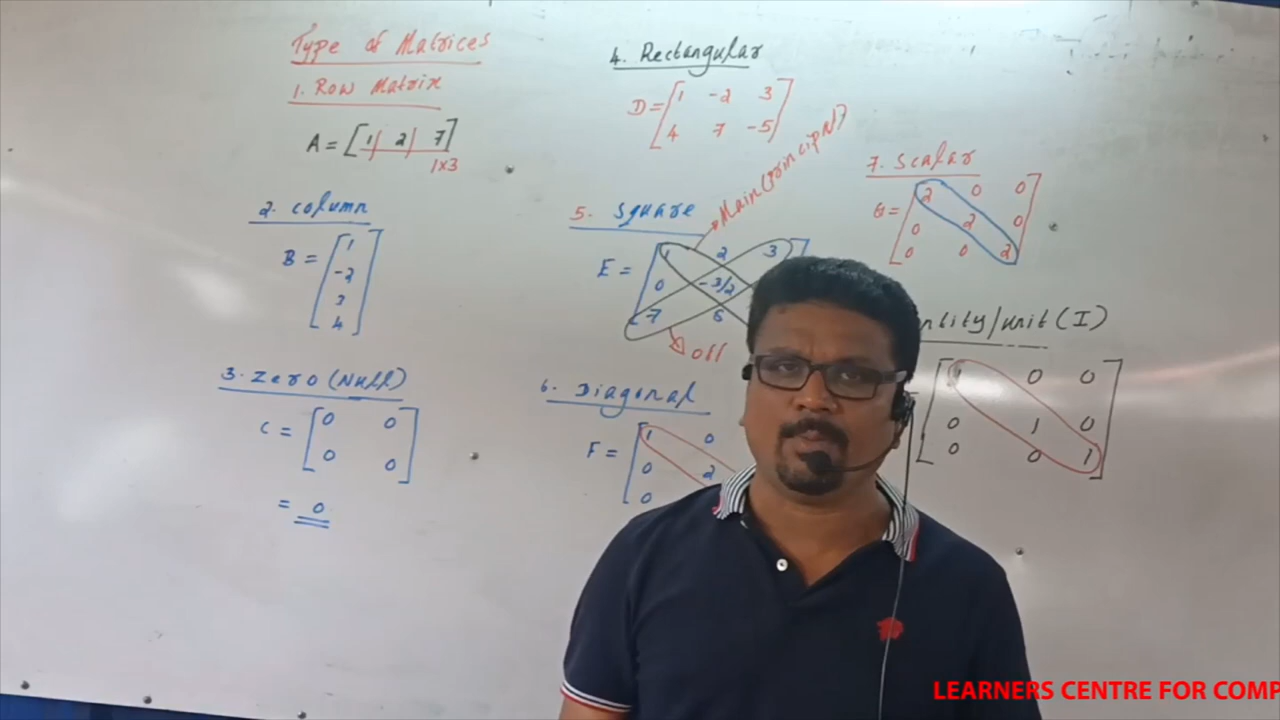 Type of Matrices
1. Row Matrix
A = [ 1 | 2 | 7 ]
1x3
2. column
B = [ 1
-2
3
4 ]
3. Zero (Null)
C = [ 0 0
0 0 ]
= 0
4. Rectangular
D = [ 1 -2 3
4 7 -5 ]
Main (principal)
5. Square
E = [ 1 2 3 ]
0 -3/2
7 6
off
6. Diagonal
F = [ 1 0
0 2
0
7. Scalar
G = [ 2 0 0
0 2 0
0 0 2 ]
ntity/unit (I)
[ 1 0 0
0 1 0
0 0 1 ]
LEARNERS CENTRE FOR COMP